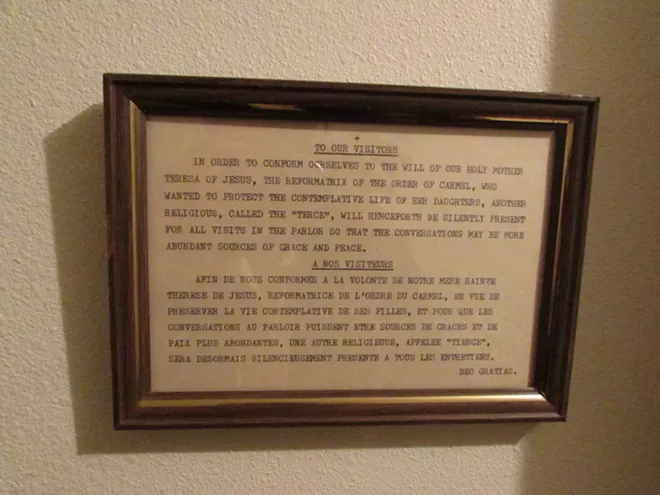 +
TO OUR VISITORS
IN ORDER TO CONFORM OURSELVES TO THE WILL OF OUR HOLY MOTHER
TERESA OF JESUS, THE REFORMATRIX OF THE ORDER OF CARMEL, WHO
WANTED TO PROTECT THE CONTEMPLATIVE LIFE OF HER DAUGHTERS, ANOTHER
RELIGIOUS, CALLED THE "TERCE", WILL HENCEFORTH BE SILENTLY PRESENT
FOR ALL VISITS IN THE PARLOR SO THAT THE CONVERSATIONS MAY BE MORE
ABUNDANT SOURCES OF GRACE AND PEACE.
A NOS VISITEURS
AFIN DE NOUS CONFORMER A LA VOLONTE DE NOTRE MERE SAINTE
THERESE DE JESUS, REFORMATRICE DE L'ORDRE DU CARMEL, EN VUE DE
PRESERVER LA VIE CONTEMPLATIVE DE SES FILLES, ET POUR QUE LES
CONVERSATIONS AU PARLOIR PUISSENT ETRE SOURCES DE GRACES ET DE
PAIX PLUS ABONDANTES, UNE AUTRE RELIGIEUSE, APPELEE "TIERCE",
SERA DESORMAIS SILENCIEUSEMENT PRESENTE A TOUS LES ENTRETIENS.
DEO GRATIAS.